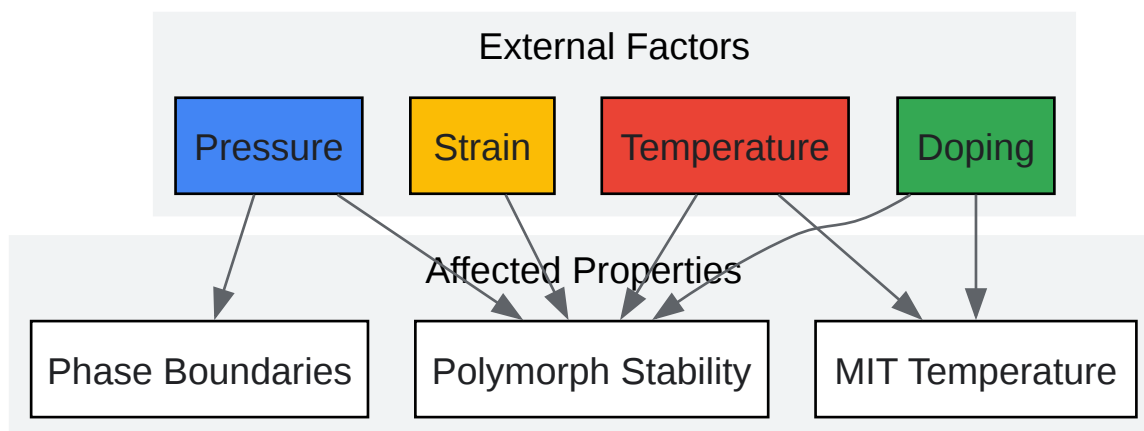 External Factors
Pressure
Strain
Temperature
Doping
Affected Properties
Phase Boundaries
Polymorph Stability
MIT Temperature